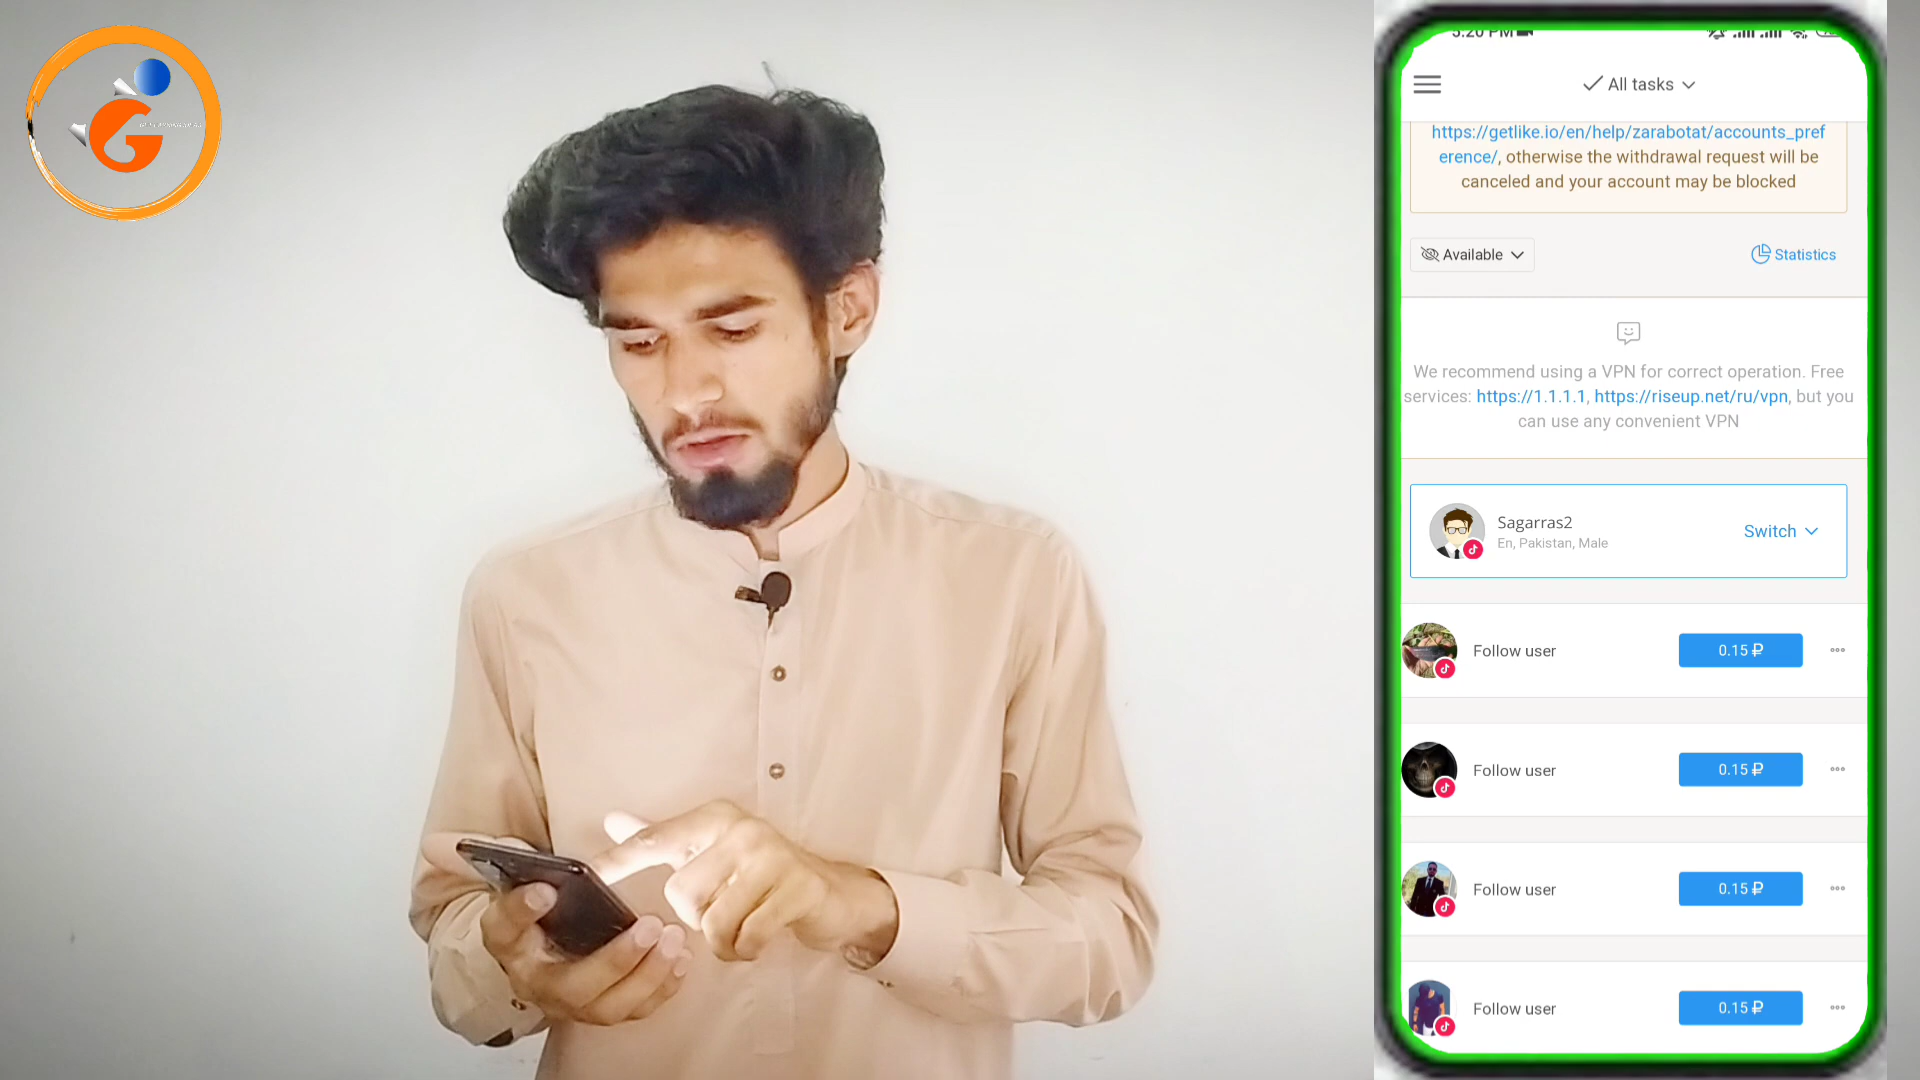 5:20 PM
All tasks
https://getlike.io/en/help/zarabotat/accounts_pref
erence/, otherwise the withdrawal request will be
canceled and your account may be blocked
Available
Statistics
We recommend using a VPN for correct operation. Free
services: https://1.1.1.1, https://riseup.net/ru/vpn, but you
can use any convenient VPN
Sagarras2
En, Pakistan, Male
Switch
Follow user
0.15 ₽
Follow user
0.15 ₽
Follow user
0.15 ₽
Follow user
0.15 ₽